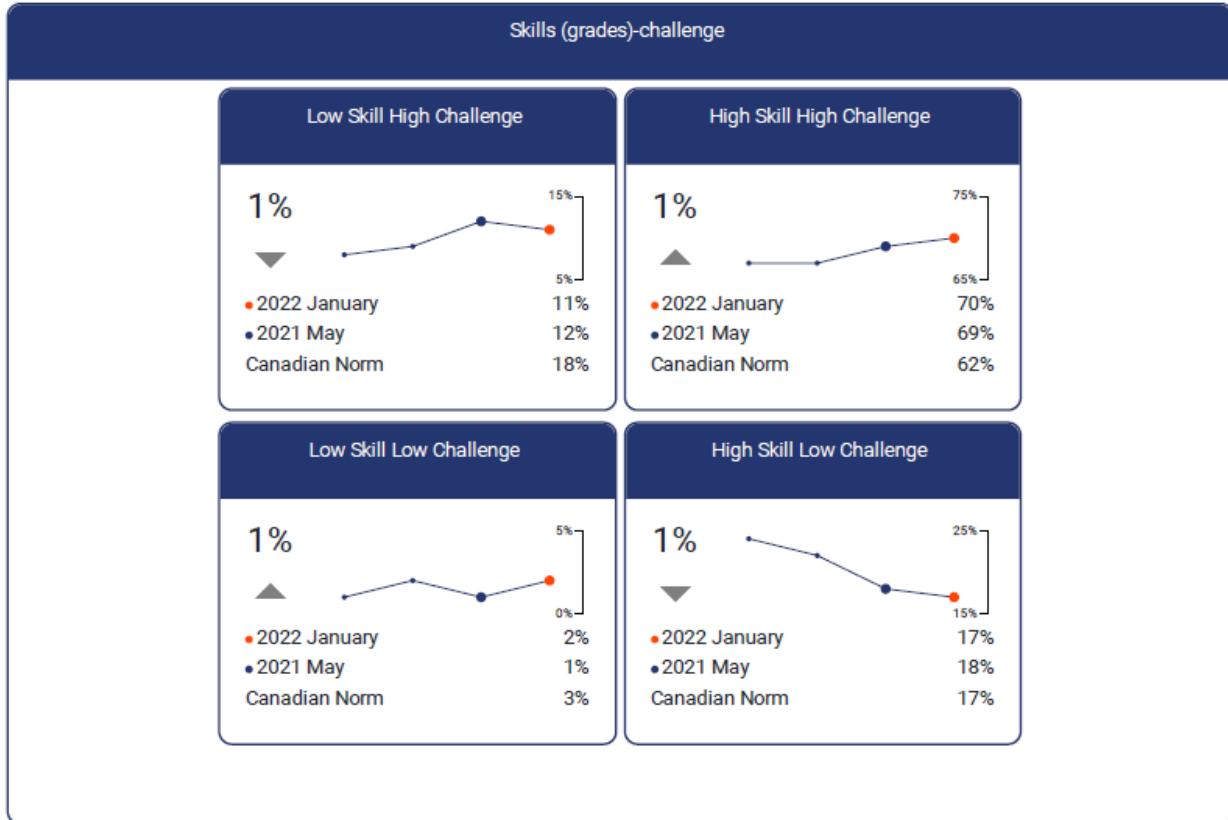 Skills (grades)-challenge
Low Skill High Challenge
1%
15%
5%
2022 January 11%
2021 May 12%
Canadian Norm 18%
High Skill High Challenge
1%
75%
65%
2022 January 70%
2021 May 69%
Canadian Norm 62%
Low Skill Low Challenge
1%
5%
0%
2022 January 2%
2021 May 1%
Canadian Norm 3%
High Skill Low Challenge
1%
25%
15%
2022 January 17%
2021 May 18%
Canadian Norm 17%